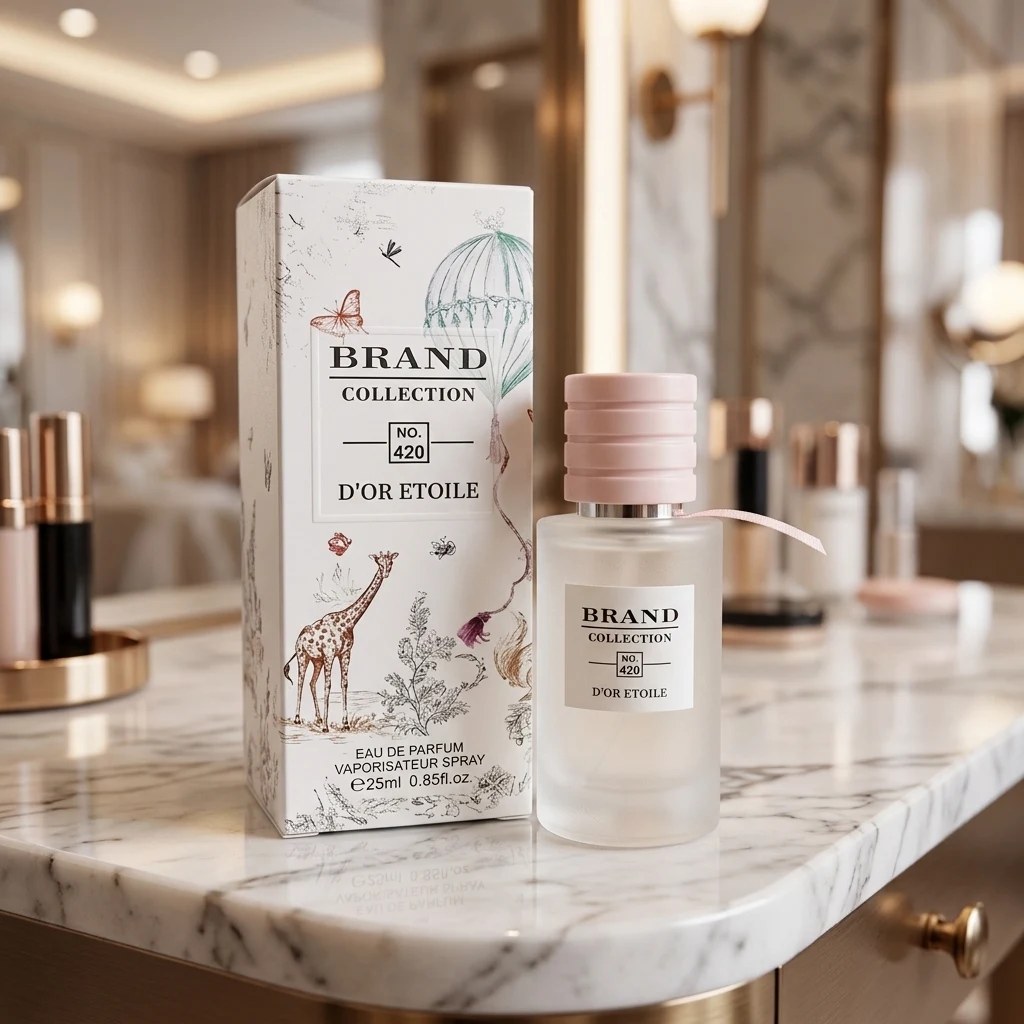 BRAND
COLLECTION
NO.
420
D'OR ETOILE
EAU DE PARFUM
VAPORISATEUR SPRAY
℮25ml 0.85fl.oz.
BRAND
COLLECTION
NO.
420
D'OR ETOILE